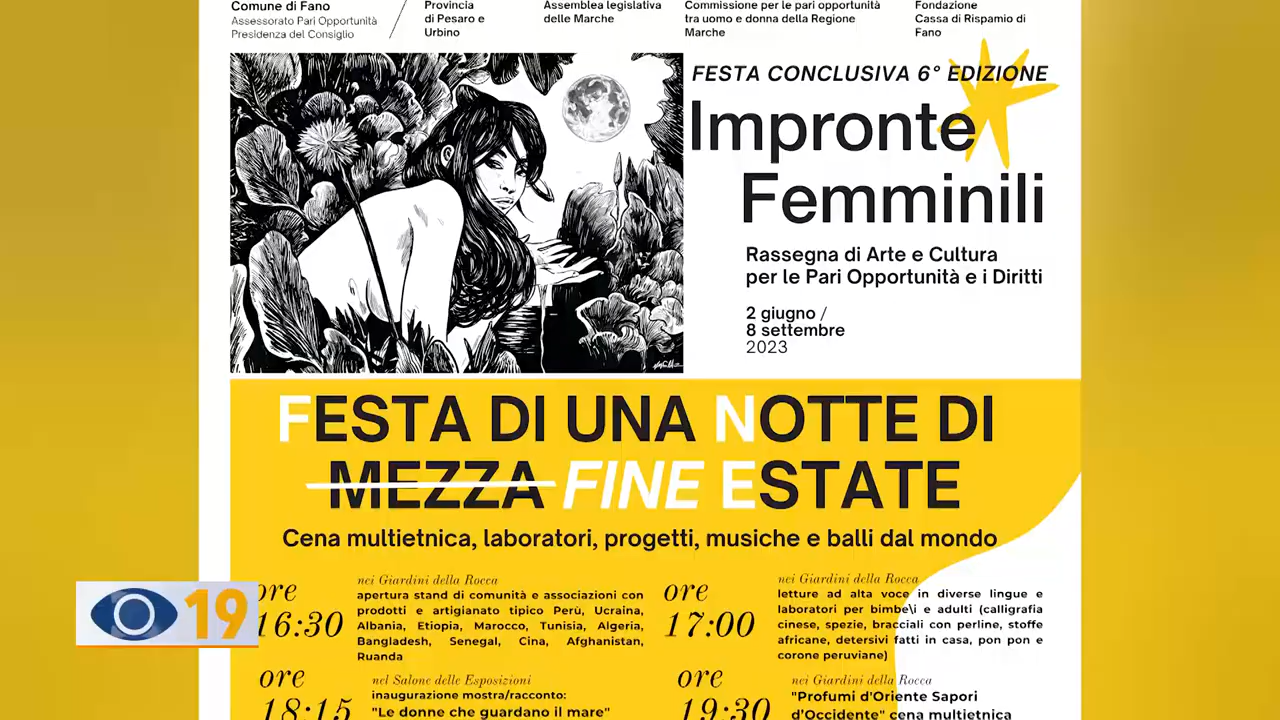 Comune di Fano
Assessorato Pari Opportunità
Presidenza del Consiglio
Provincia
di Pesaro e
Urbino
Assemblea legislativa
delle Marche
Commissione per le pari opportunità
tra uomo e donna della Regione
Marche
Fondazione
Cassa di Rispamio di
Fano
FESTA CONCLUSIVA 6° EDIZIONE
Impronte
Femminili
Rassegna di Arte e Cultura
per le Pari Opportunità e i Diritti
2 giugno /
8 settembre
2023
FESTA DI UNA NOTTE DI
MEZZA FINE ESTATE
Cena multietnica, laboratori, progetti, musiche e balli dal mondo
ore
16:30
nei Giardini della Rocca
apertura stand di comunità e associazioni con
prodotti e artigianato tipico Perù, Ucraina,
Albania, Etiopia, Marocco, Tunisia, Algeria,
Bangladesh, Senegal, Cina, Afghanistan,
Ruanda
ore
17:00
nei Giardini della Rocca
letture ad alta voce in diverse lingue e
laboratori per bimbe\i e adulti (calligrafia
cinese, spezie, bracciali con perline, stoffe
africane, detersivi fatti in casa, pon pon e
corone peruviane)
ore
18:15
nel Salone delle Esposizioni
inaugurazione mostra/racconto:
"Le donne che guardano il mare"
ore
19:30
nei Giardini della Rocca
"Profumi d'Oriente Sapori
d'Occidente" cena multietnica
19